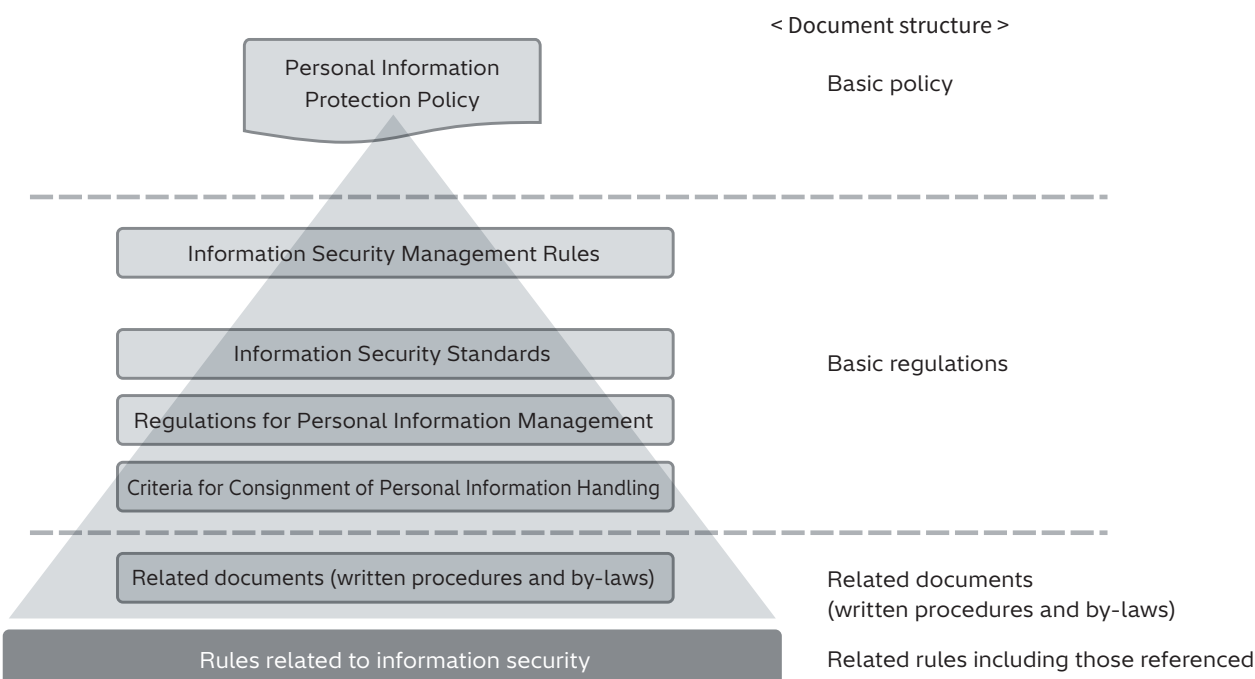 < Document structure >
Personal Information
Protection Policy
Basic policy
Information Security Management Rules
Information Security Standards
Basic regulations
Regulations for Personal Information Management
Criteria for Consignment of Personal Information Handling
Related documents (written procedures and by-laws)
Related documents
(written procedures and by-laws)
Rules related to information security
Related rules including those referenced